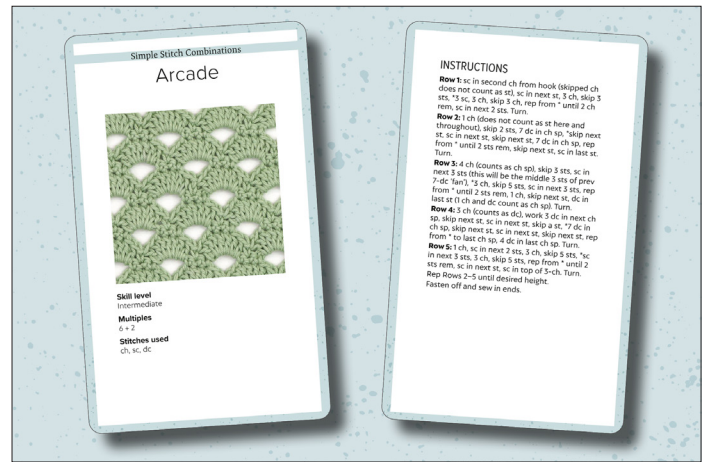 Simple Stitch Combinations
Arcade
Skill level
Intermediate
Multiples
6 + 2
Stitches used
ch, sc, dc
INSTRUCTIONS
Row 1: sc in second ch from hook (skipped ch
does not count as st), sc in next st, 3 ch, skip 3
sts, *3 sc, 3 ch, skip 3 ch, rep from * until 2 ch
rem, sc in next 2 sts. Turn.
Row 2: 1 ch (does not count as st here and
throughout), skip 2 sts, 7 dc in ch sp, *skip next
st, sc in next st, skip next st, 7 dc in ch sp, rep
from * until 2 sts rem, skip next st, sc in last st.
Turn.
Row 3: 4 ch (counts as ch sp), skip 3 sts, sc in
next 3 sts (this will be the middle 3 sts of prev
7-dc 'fan'), *3 ch, skip 5 sts, sc in next 3 sts, rep
from * until 2 sts rem, 1 ch, skip next st, dc in
last st (1 ch and dc count as ch sp). Turn.
Row 4: 3 ch (counts as dc), work 3 dc in next ch
sp, skip next st, sc in next st, skip a st, *7 dc in
ch sp, skip next st, sc in next st, skip next st, rep
from * to last ch sp, 4 dc in last ch sp. Turn.
Row 5: 1 ch, sc in next 2 sts, 3 ch, skip 5 sts, *sc
in next 3 sts, 3 ch, skip 5 sts, rep from * until 2
sts rem, sc in next st, sc in top of 3-ch. Turn.
Rep Rows 2–5 until desired height.
Fasten off and sew in ends.